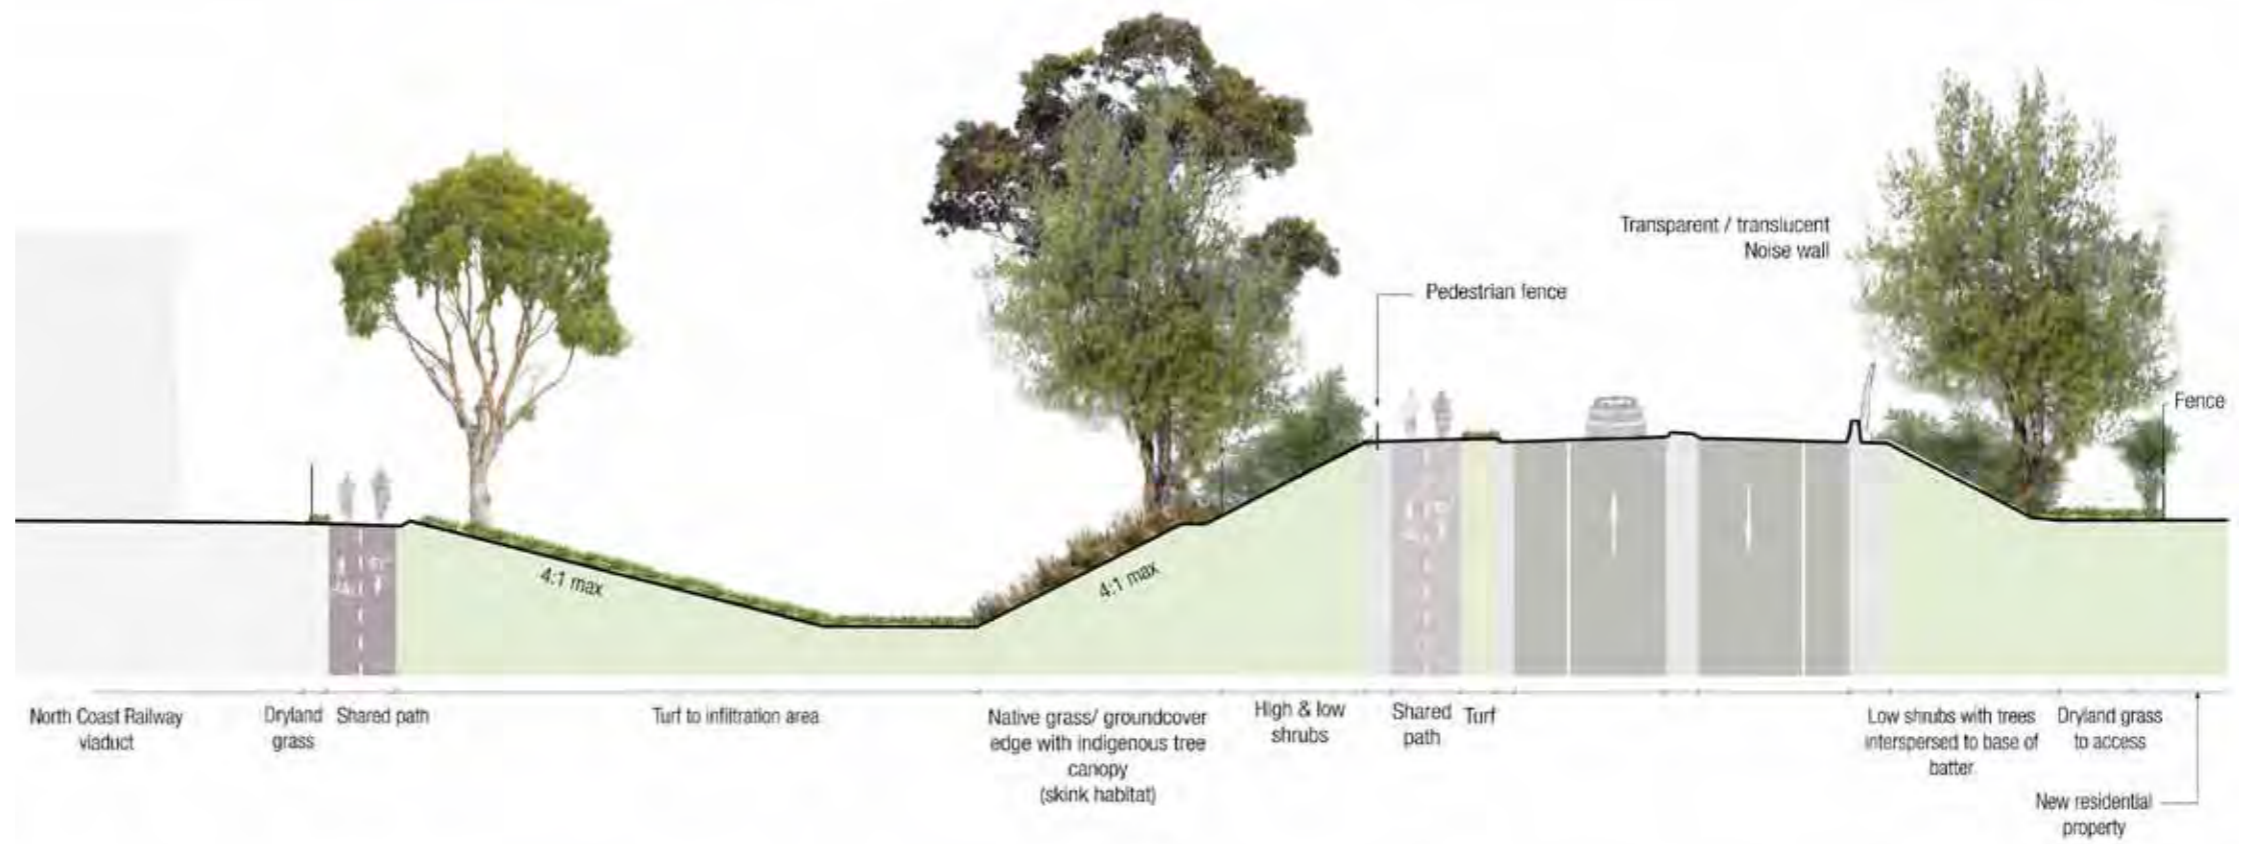 Transparent / translucent
Noise wall
Pedestrian fence
Fence
4:1 max
4:1 max
North Coast Railway
viaduct
Dryland
grass
Shared path
Turf to infiltration area
Native grass/ groundcover
edge with indigenous tree
canopy
(skink habitat)
High & low
shrubs
Shared
path
Turf
Low shrubs with trees
interspersed to base of
batter
Dryland grass
to access
New residential
property